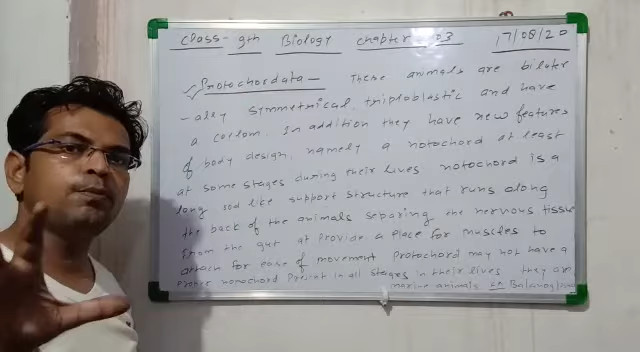 Class- 9th Biology chapter 03 17/08/20
Protochordata - These animals are bilater
- ally symmetrical, triploblastic and have
a coelom. In addition they have new features
of body design, namely a notochord at least
at some stages during their lives notochord is a
long rod like support structure that runs along
the back of the animals separing the nervous tissue
from the gut at provide a place for muscles to
attach for ease of movement Protochord may not have a
notochord Present in all stages in their lives they are
marine animals Ex Balanoglossus